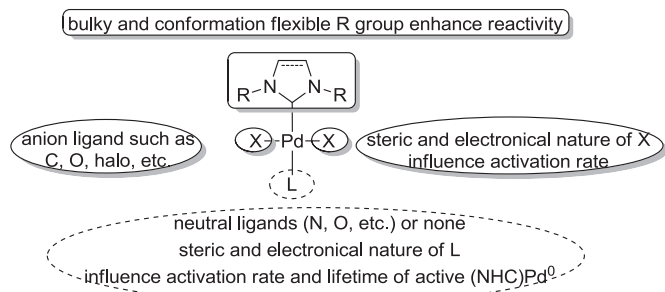 bulky and conformation flexible R group enhance reactivity
R N N R
anion ligand such as
C, O, halo, etc.
X Pd X
steric and electronical nature of X
influence activation rate
L
neutral ligands (N, O, etc.) or none
steric and electronical nature of L
influence activation rate and lifetime of active (NHC)Pd⁰